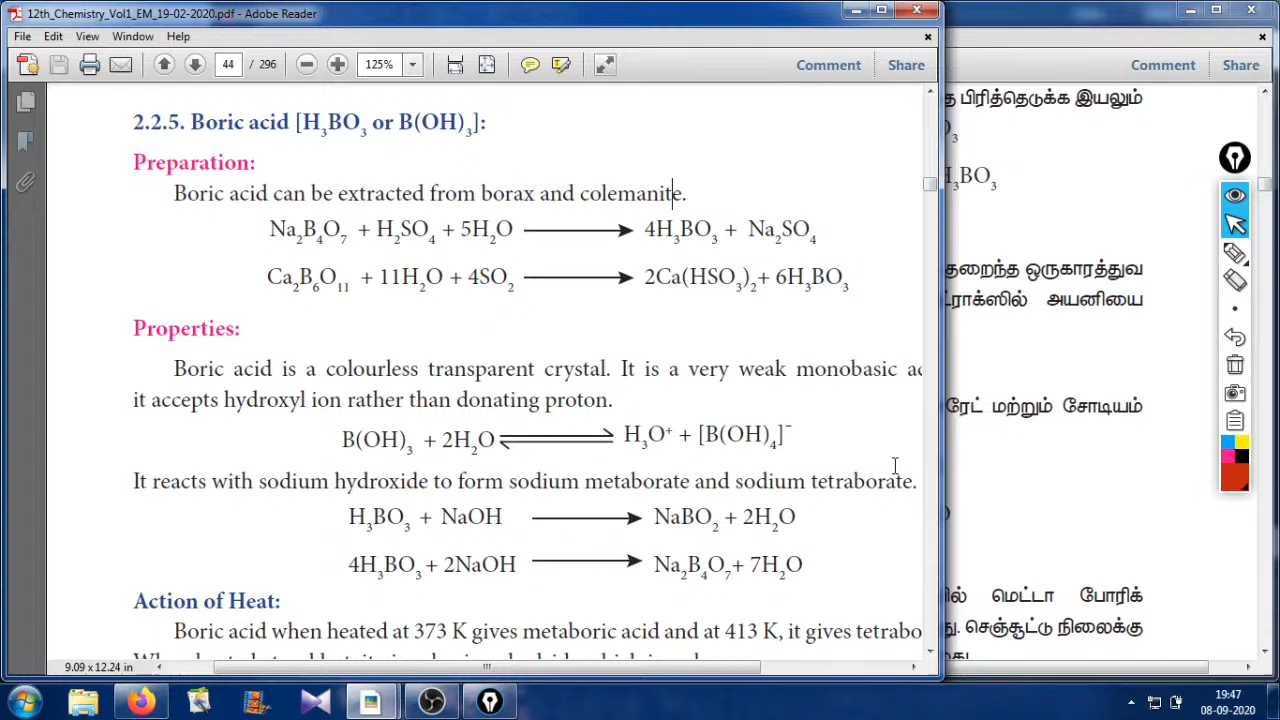 12th_Chemistry_Vol1_EM_19-02-2020.pdf - Adobe Reader
File Edit View Window Help
44 / 296 125% Comment Share
Comment Share
2.2.5. Boric acid [H3BO3 or B(OH)3]:
Preparation:
Boric acid can be extracted from borax and colemanite.
Na2B4O7 + H2SO4 + 5H2O ⟶ 4H3BO3 + Na2SO4
Ca2B6O11 + 11H2O + 4SO2 ⟶ 2Ca(HSO3)2 + 6H3BO3
Properties:
Boric acid is a colourless transparent crystal. It is a very weak monobasic
it accepts hydroxyl ion rather than donating proton.
B(OH)3 + 2H2O ⇌ H3O+ + [B(OH)4]−
It reacts with sodium hydroxide to form sodium metaborate and sodium tetraborate.
H3BO3 + NaOH ⟶ NaBO2 + 2H2O
4H3BO3 + 2NaOH ⟶ Na2B4O7 + 7H2O
Action of Heat:
Boric acid when heated at 373 K gives metaboric acid and at 413 K, it gives tetrabo
9.09 x 12.24 in
பிரித்தெடுக்க இயலும்
3
3BO3
ஒருகாரத்துவ
அயனியை
மற்றும் சோடியம்
மெட்டா போரிக்
செஞ்சூட்டு நிலைக்கு
19:47
08-09-2020